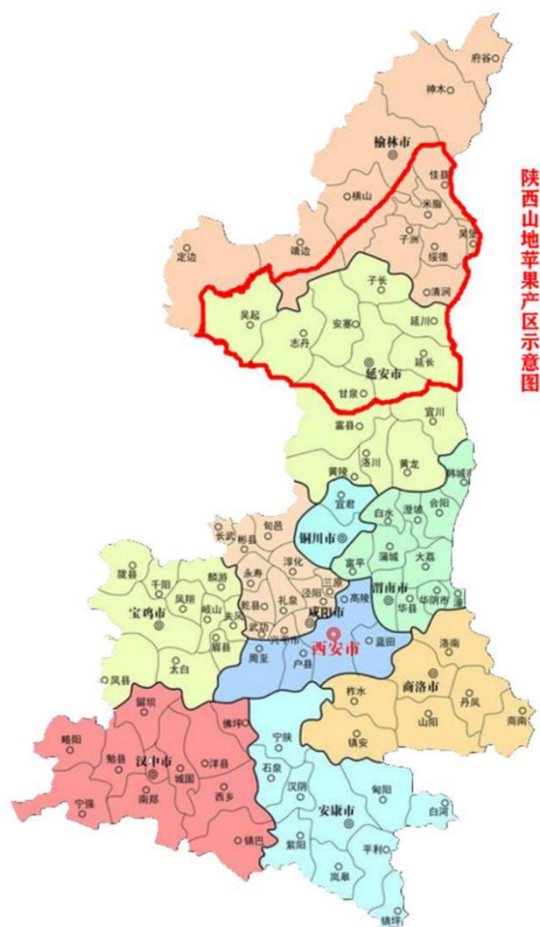 陕西山地苹果产区示意图
府谷
神木
榆林市
佳县
横山
米脂
子洲
吴堡
绥德
定边
靖边
清涧
子长
吴起
志丹
安塞
延川
延安市
延长
甘泉
宜川
富县
洛川
黄陵
黄龙
韩城市
宜君
白水
澄城
合阳
铜川市
长武
旬邑
彬县
淳化
富平
蒲城
大荔
陇县
麟游
千阳
永寿
三原
凤翔
岐山
乾县
礼泉
泾阳
高陵
渭南市
华县
华阴市
宝鸡市
扶风
武功
咸阳市
眉县
兴平市
西安市
蓝田
洛南
太白
周至
户县
凤县
商洛市
丹凤
留坝
柞水
山阳
商南
佛坪
略阳
宁陕
镇安
勉县
汉中市
洋县
石泉
城固
汉阴
旬阳
宁强
南郑
西乡
安康市
白河
镇巴
紫阳
平利
岚皋
镇坪